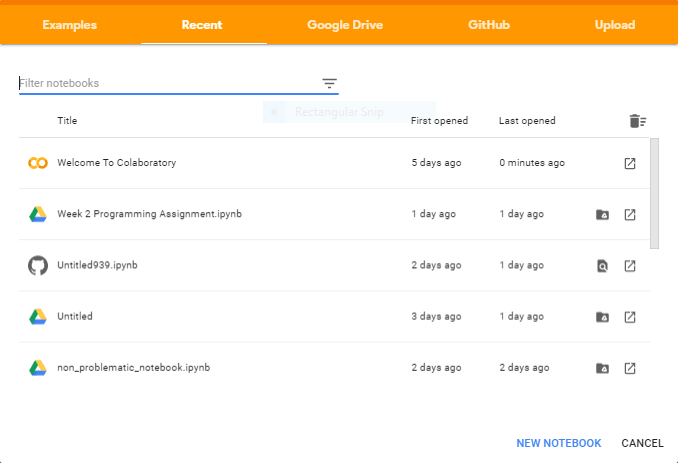 Examples Recent Google Drive GitHub Upload
Filter notebooks
Rectangular Snip
Title First opened Last opened
Welcome To Colaboratory 5 days ago 0 minutes ago
Week 2 Programming Assignment.ipynb 1 day ago 1 day ago
Untitled939.ipynb 2 days ago 1 day ago
Untitled 3 days ago 1 day ago
non_problematic_notebook.ipynb 2 days ago 2 days ago
NEW NOTEBOOK CANCEL